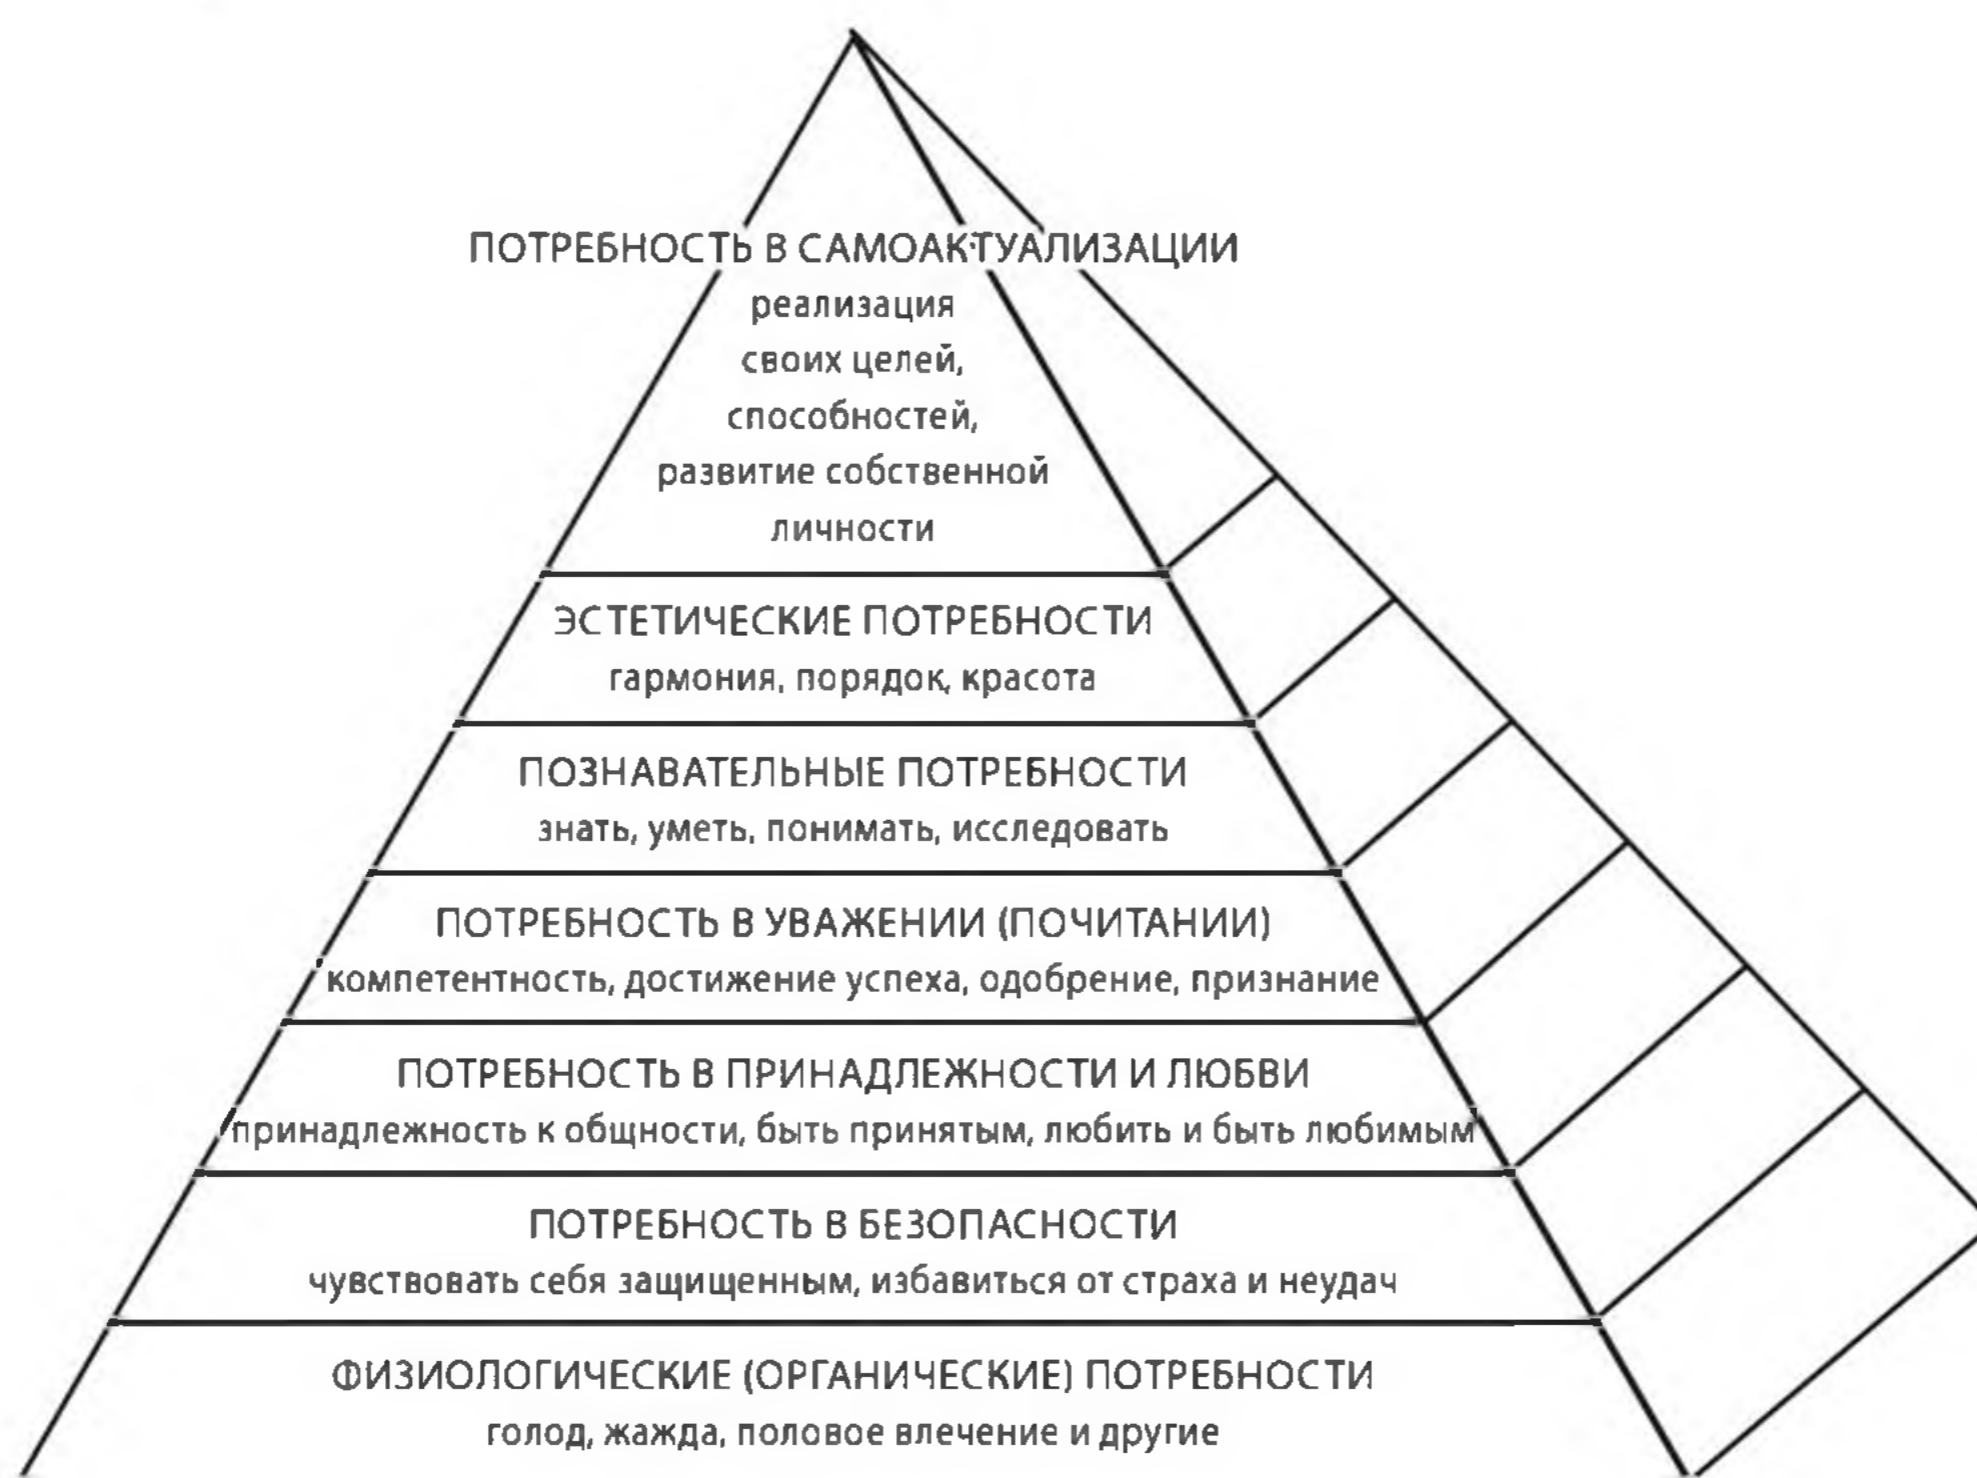 ПОТРЕБНОСТЬ В САМОАКТУАЛИЗАЦИИ
реализация
своих целей,
способностей,
развитие собственной
личности
ЭСТЕТИЧЕСКИЕ ПОТРЕБНОСТИ
гармония, порядок, красота
ПОЗНАВАТЕЛЬНЫЕ ПОТРЕБНОСТИ
знать, уметь, понимать, исследовать
ПОТРЕБНОСТЬ В УВАЖЕНИИ (ПОЧИТАНИИ)
компетентность, достижение успеха, одобрение, признание
ПОТРЕБНОСТЬ В ПРИНАДЛЕЖНОСТИ И ЛЮБВИ
принадлежность к общности, быть принятым, любить и быть любимым
ПОТРЕБНОСТЬ В БЕЗОПАСНОСТИ
чувствовать себя защищенным, избавиться от страха и неудач
ФИЗИОЛОГИЧЕСКИЕ (ОРГАНИЧЕСКИЕ) ПОТРЕБНОСТИ
голод, жажда, половое влечение и другие